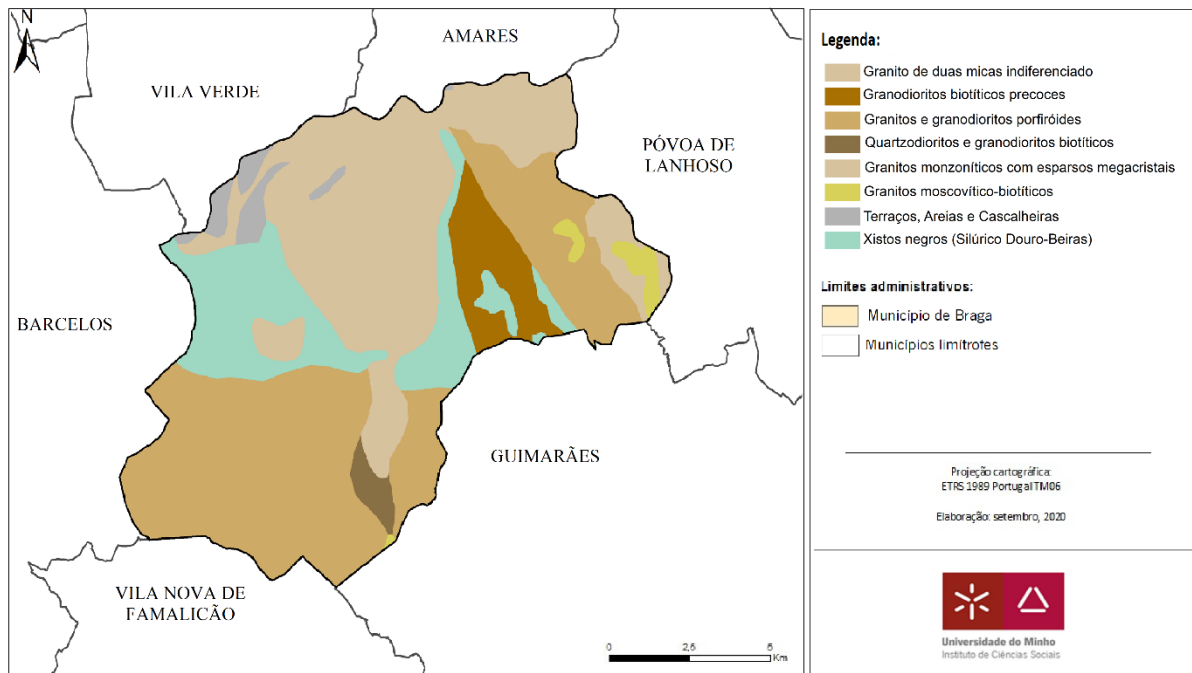 N
AMARES
VILA VERDE
PÓVOA DE
LANHOSO
BARCELOS
GUIMARÃES
VILA NOVA DE
FAMALICÃO
0 2,5 5
Km
Legenda:
Granito de duas micas indiferenciado
Granodioritos biotíticos precoces
Granitos e granodioritos porfiróides
Quartzodioritos e granodioritos biotíticos
Granitos monzoníticos com esparsos megacristais
Granitos moscovítico-biotíticos
Terraços, Areias e Cascalheiras
Xistos negros (Silúrico Douro-Beiras)
Limites administrativos:
Município de Braga
Municípios limítrofes
Projeção cartográfica:
ETRS 1989 Portugal TM06
Elaboração: setembro, 2020
Universidade do Minho
Instituto de Ciências Sociais